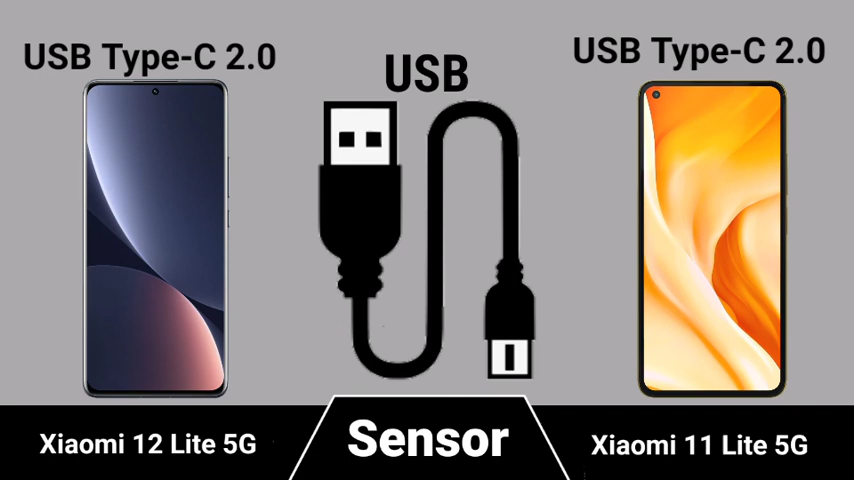 USB Type-C 2.0
USB
USB Type-C 2.0
Xiaomi 12 Lite 5G
Sensor
Xiaomi 11 Lite 5G